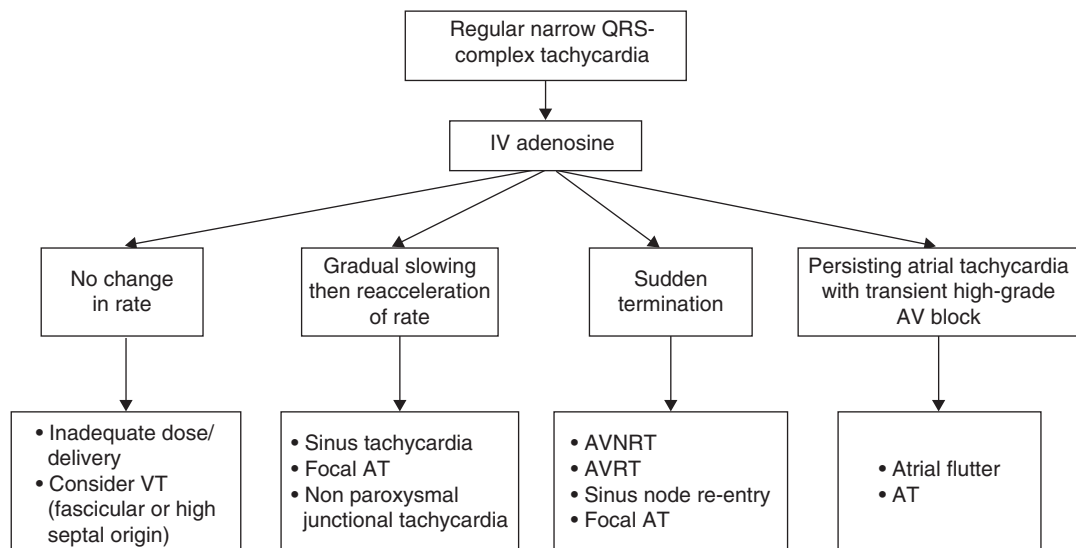 Regular narrow QRS-
complex tachycardia
IV adenosine
No change
in rate
Gradual slowing
then reacceleration
of rate
Sudden
termination
Persisting atrial tachycardia
with transient high-grade
AV block
• Inadequate dose/
delivery
• Consider VT
(fascicular or high
septal origin)
• Sinus tachycardia
• Focal AT
• Non paroxysmal
junctional tachycardia
• AVNRT
• AVRT
• Sinus node re-entry
• Focal AT
• Atrial flutter
• AT